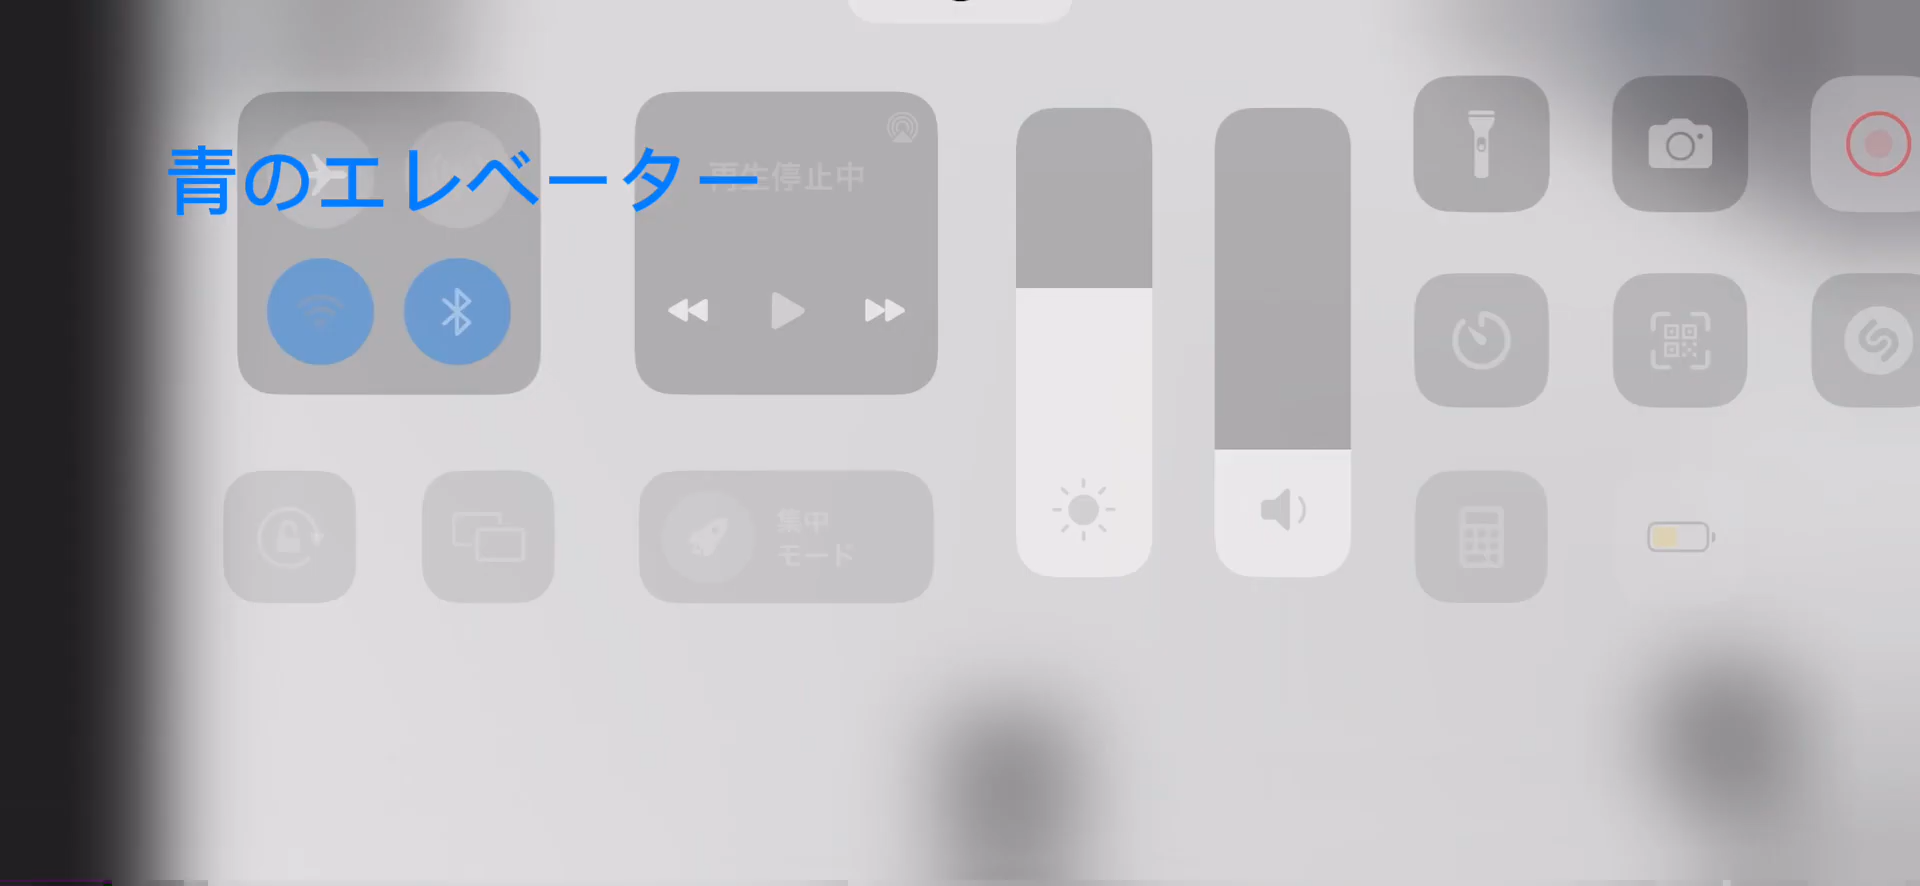 青のエレベーター
再生停止中
集中
モード